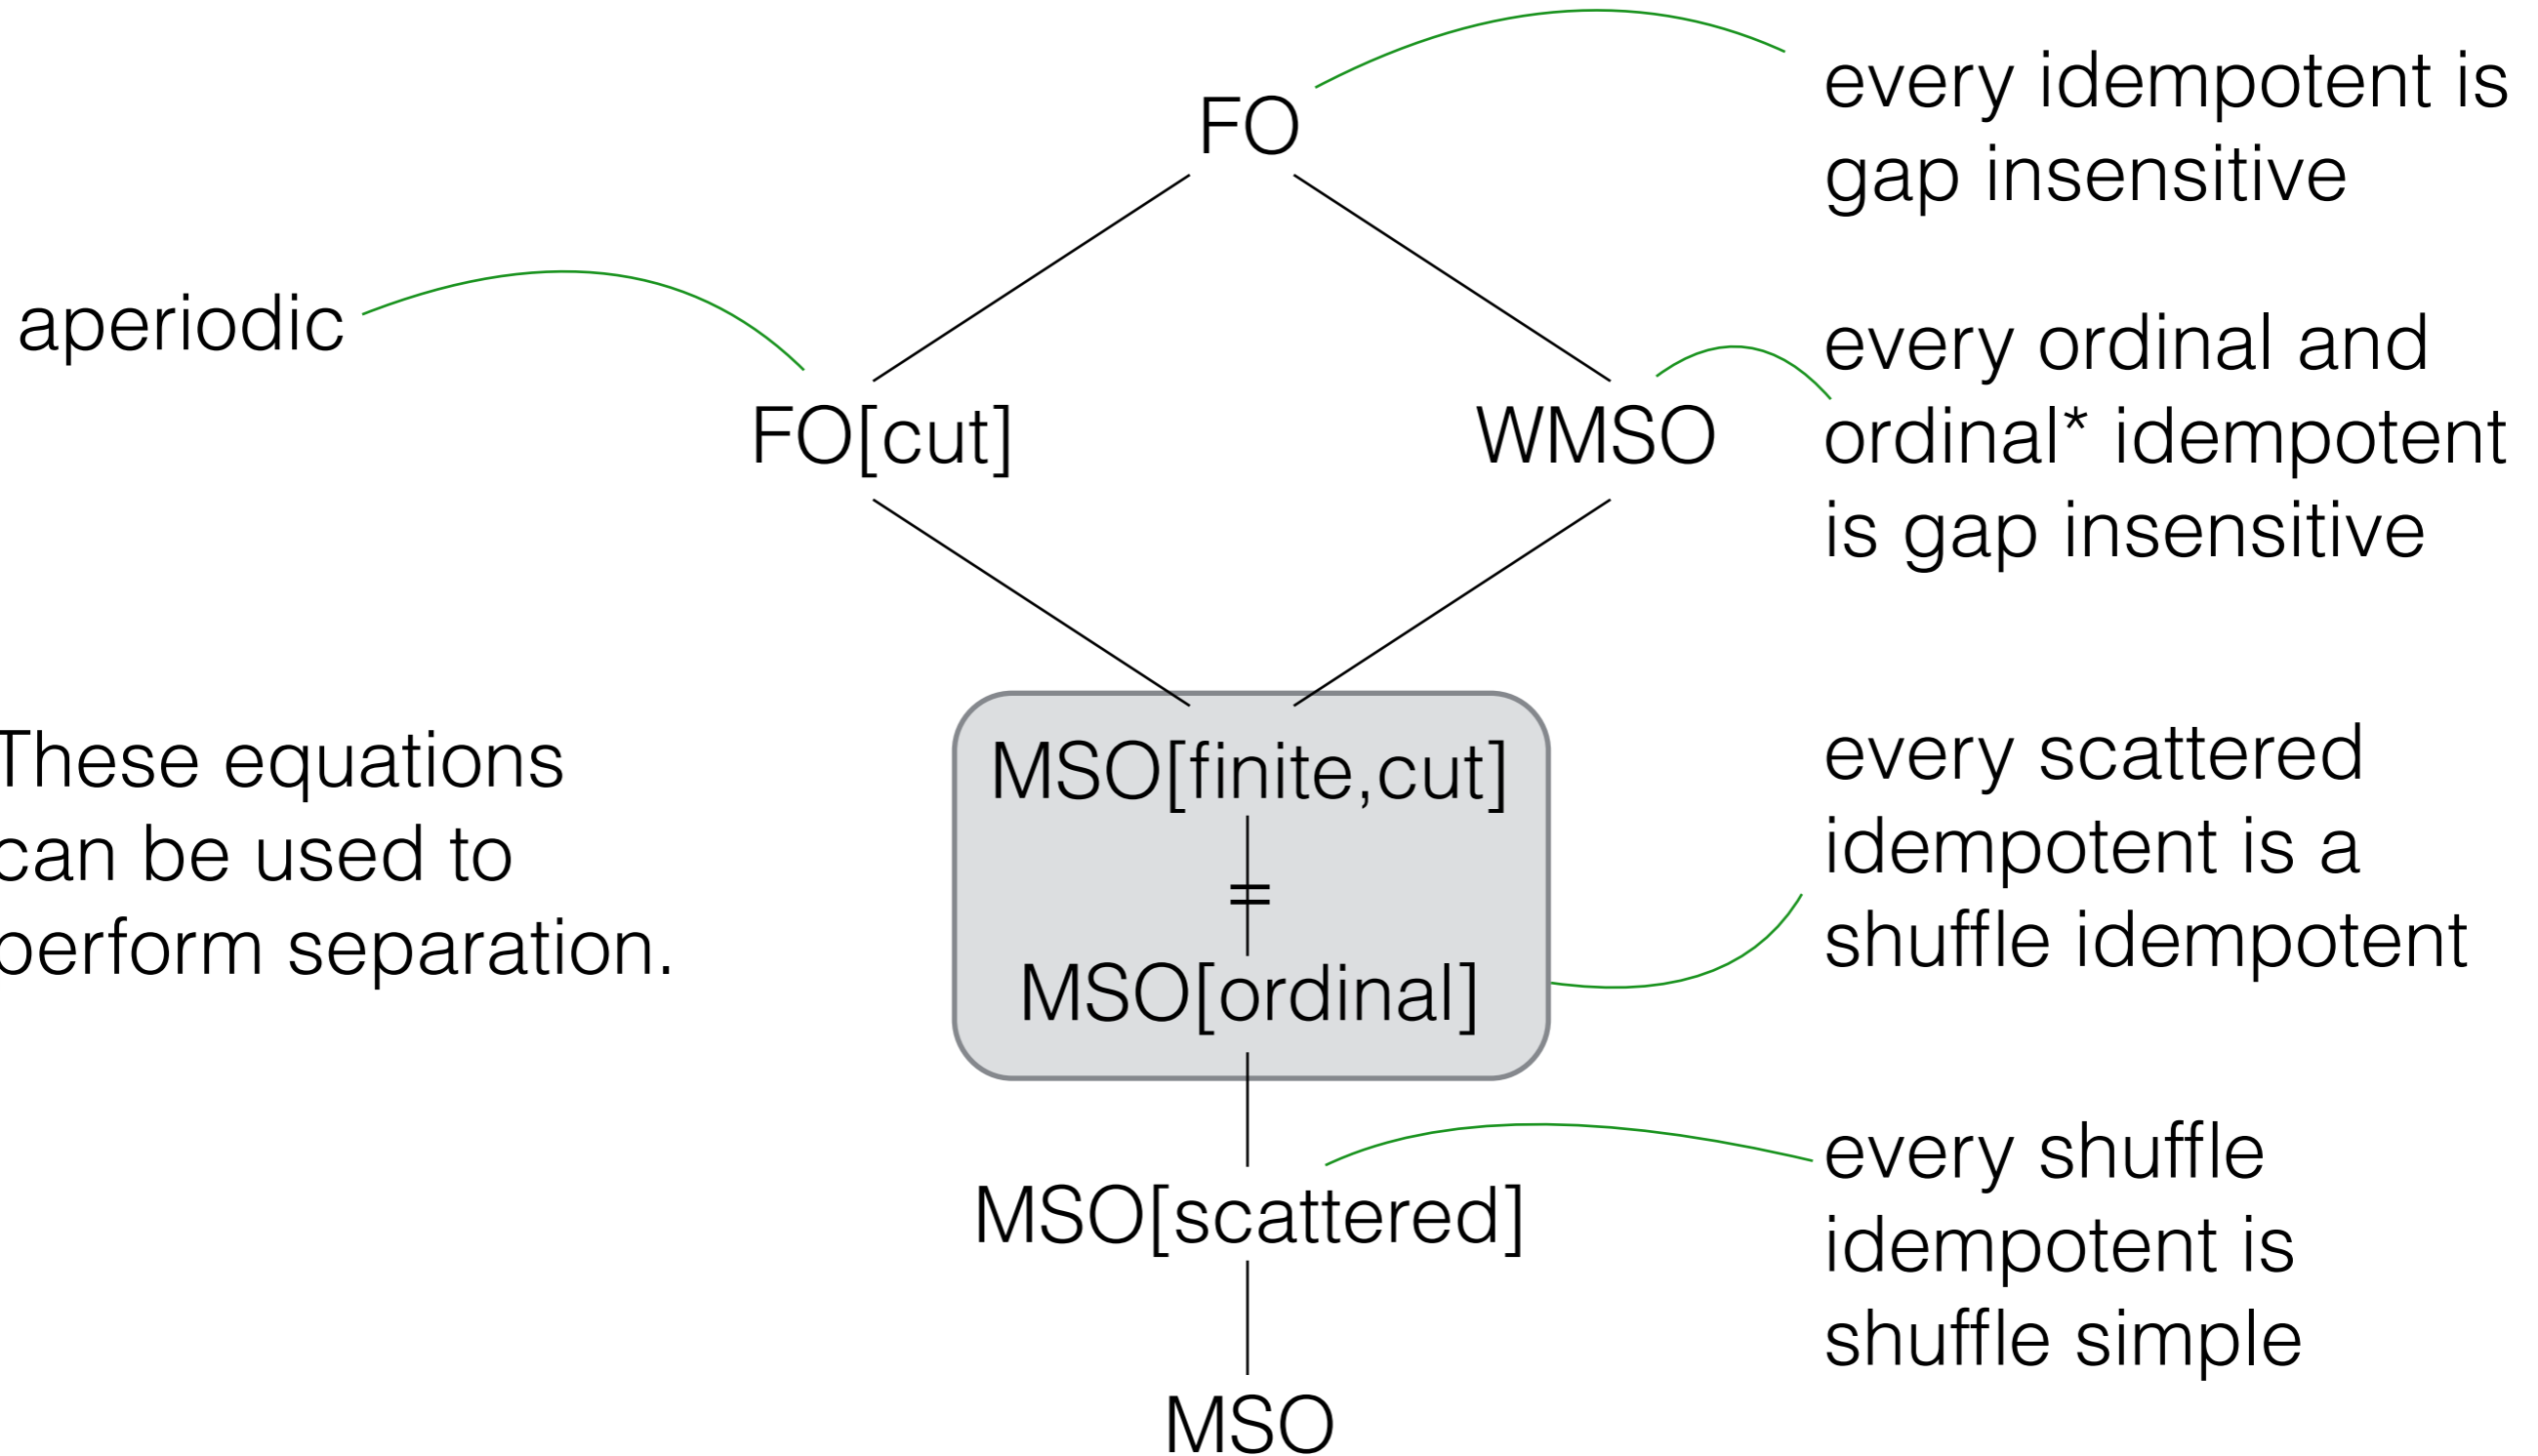 every idempotent is
gap insensitive
FO
aperiodic
every ordinal and
ordinal* idempotent
is gap insensitive
FO[cut]
WMSO
These equations
can be used to
perform separation.
MSO[finite,cut]
=
MSO[ordinal]
every scattered
idempotent is a
shuffle idempotent
every shuffle
idempotent is
shuffle simple
MSO[scattered]
MSO